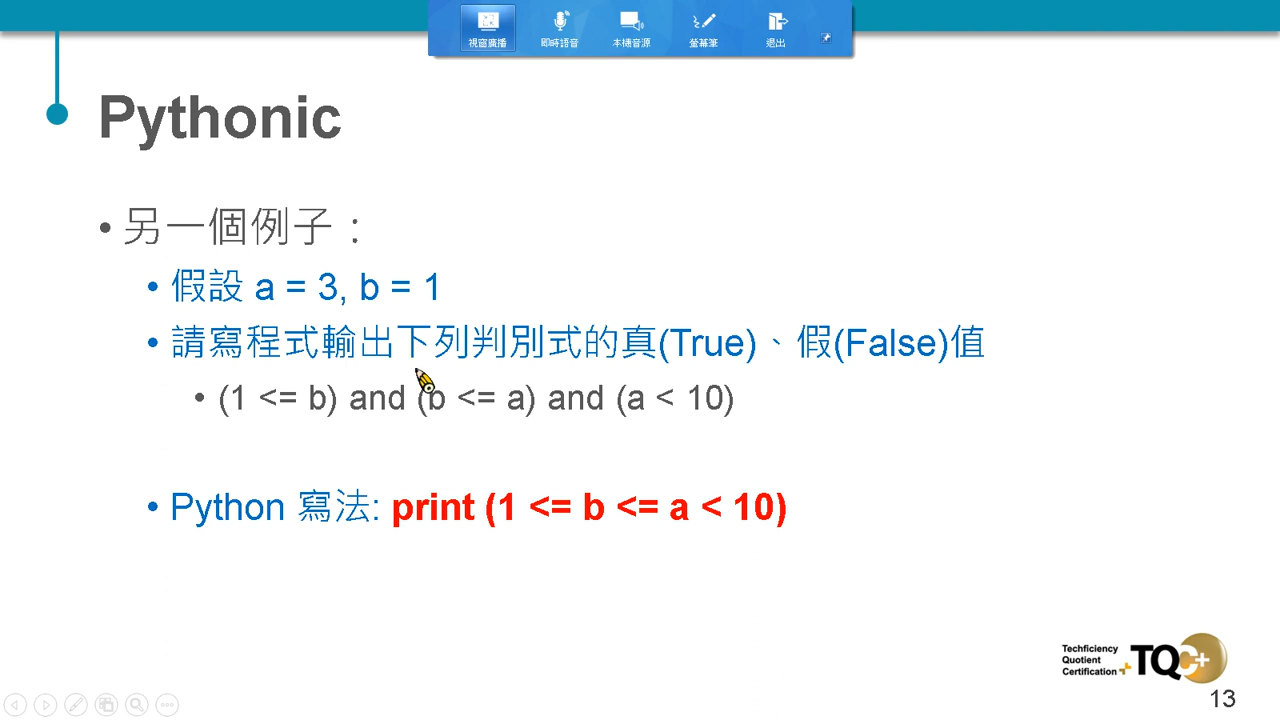 視窗廣播 即時語音 本機音源 螢幕筆 退出
Pythonic
• 另一個例子：
• 假設 a = 3, b = 1
• 請寫程式輸出下列判別式的真(True)、假(False)值
• (1 <= b) and (b <= a) and (a < 10)
• Python 寫法: print (1 <= b <= a < 10)
Techficiency
Quotient
Certification
TQC+
13